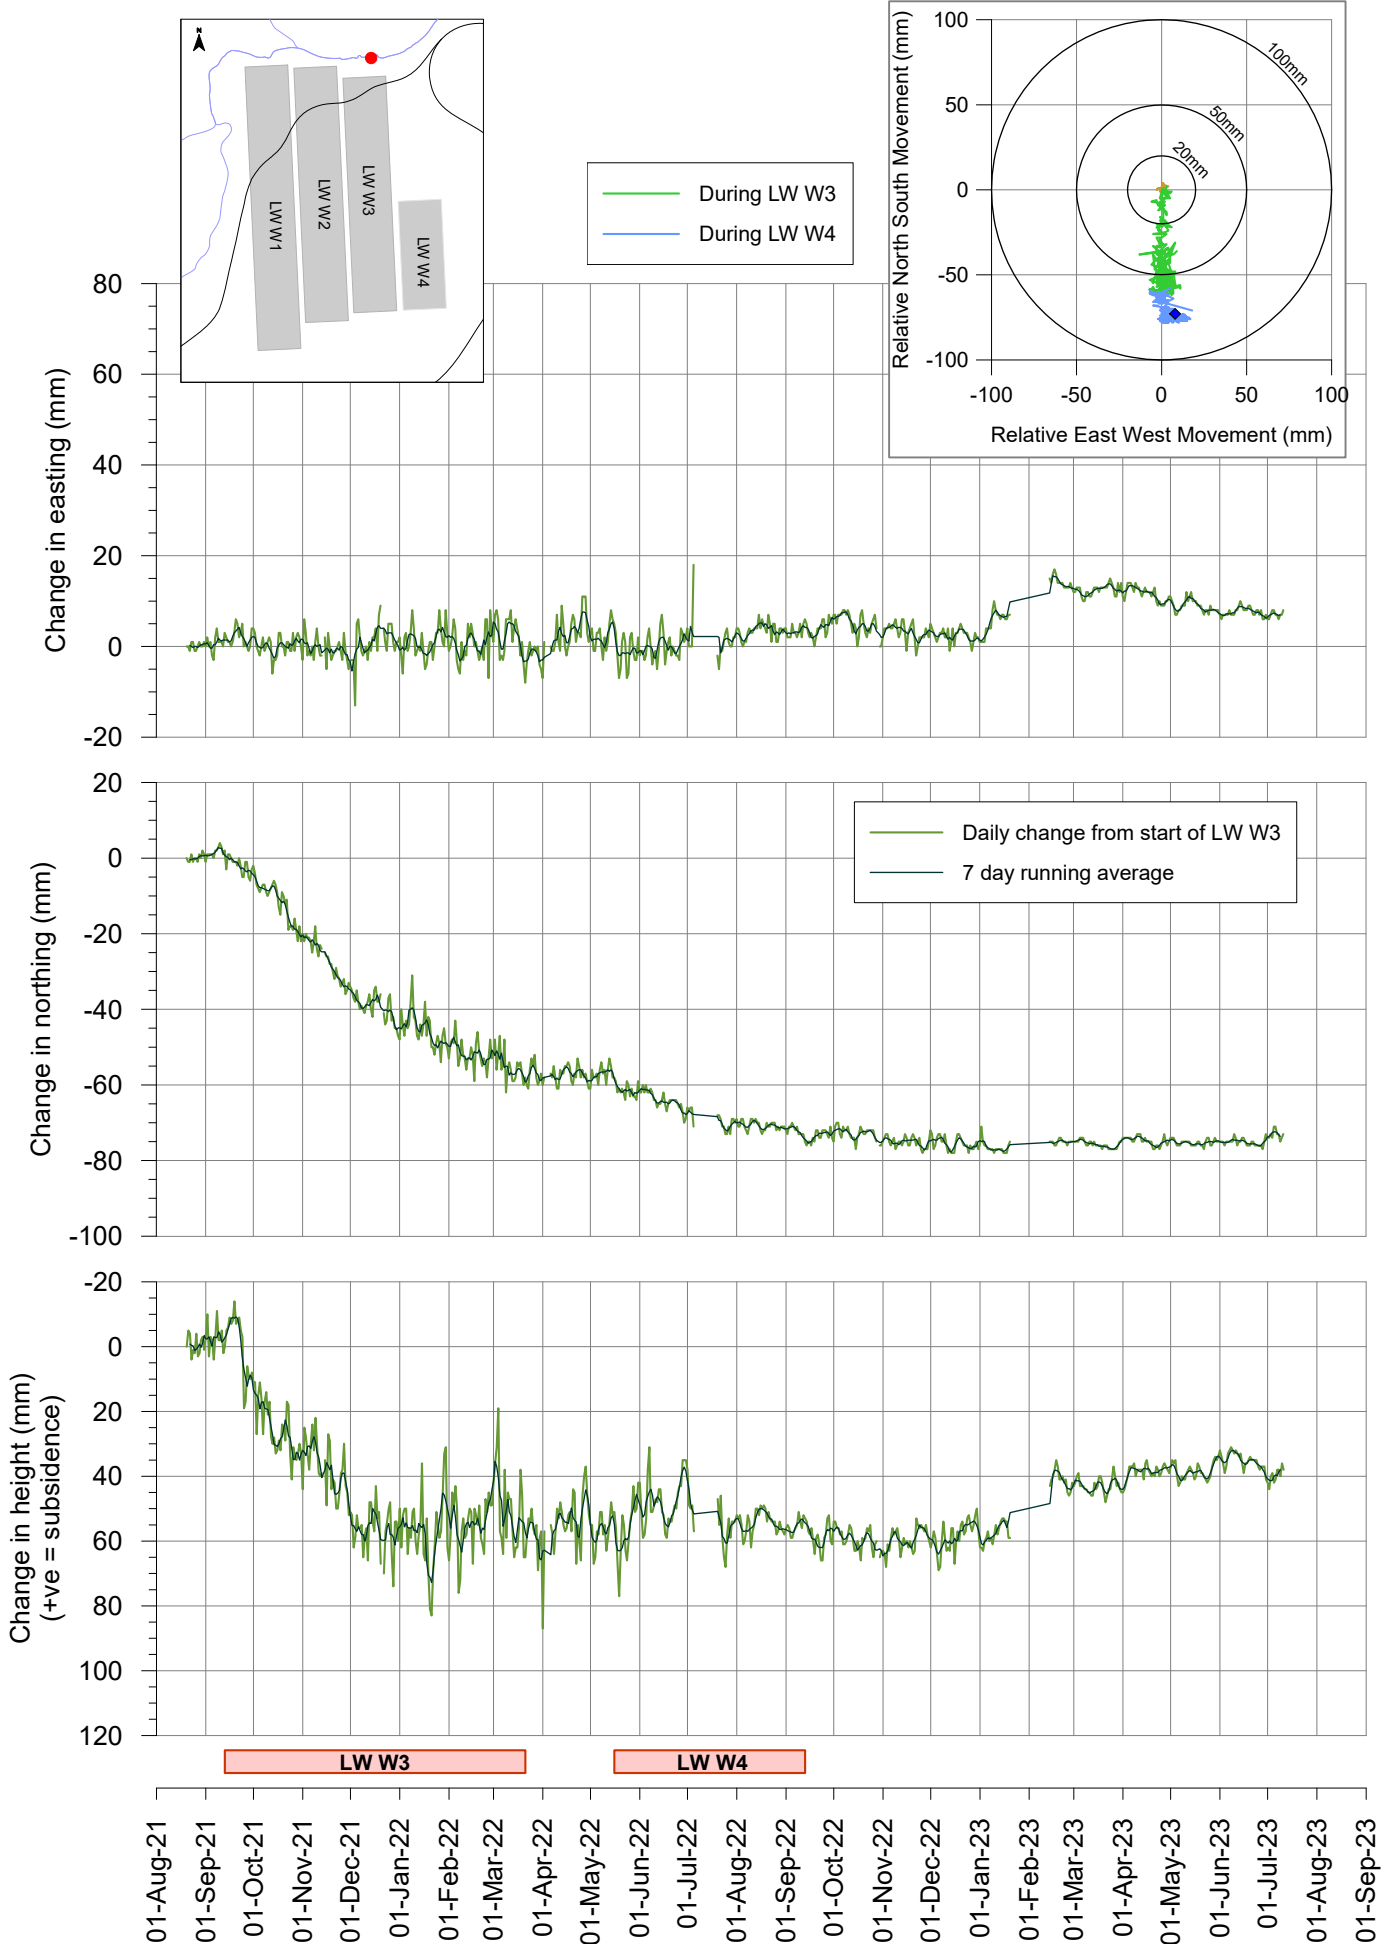 N
LW W1
LW W2
LW W3
LW W4
During LW W3
During LW W4
Relative North South Movement (mm)
100
50
0
-50
-100
100mm
50mm
20mm
-100
-50
0
50
100
Relative East West Movement (mm)
Change in easting (mm)
80
60
40
20
0
-20
Change in northing (mm)
20
0
-20
-40
-60
-80
-100
Daily change from start of LW W3
7 day running average
Change in height (mm)
(+ve = subsidence)
-20
0
20
40
60
80
100
120
LW W3
LW W4
01-Aug-21
01-Sep-21
01-Oct-21
01-Nov-21
01-Dec-21
01-Jan-22
01-Feb-22
01-Mar-22
01-Apr-22
01-May-22
01-Jun-22
01-Jul-22
01-Aug-22
01-Sep-22
01-Oct-22
01-Nov-22
01-Dec-22
01-Jan-23
01-Feb-23
01-Mar-23
01-Apr-23
01-May-23
01-Jun-23
01-Jul-23
01-Aug-23
01-Sep-23